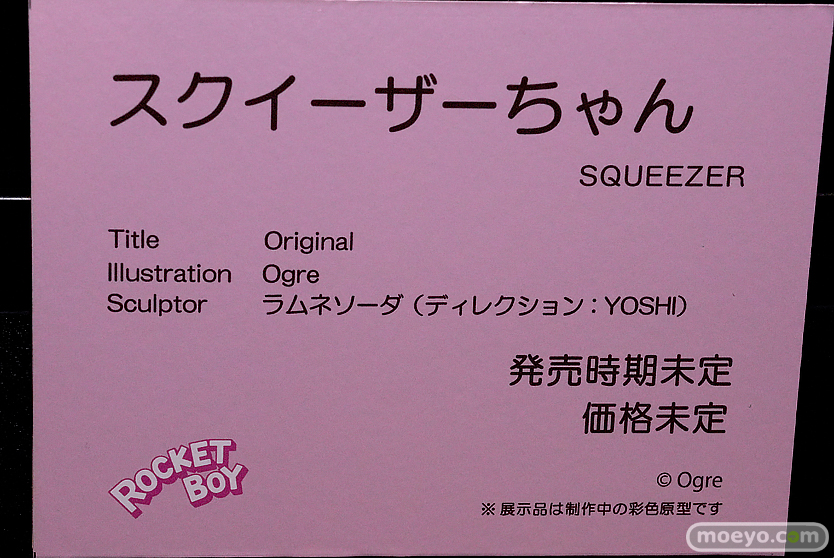 スクイーザーちゃん
SQUEEZER
Title Original
Illustration Ogre
Sculptor ラムネソーダ（ディレクション：YOSHI）
発売時期未定
価格未定
ROCKET BOY
© Ogre
※展示品は制作中の彩色原型です
moeyo.com